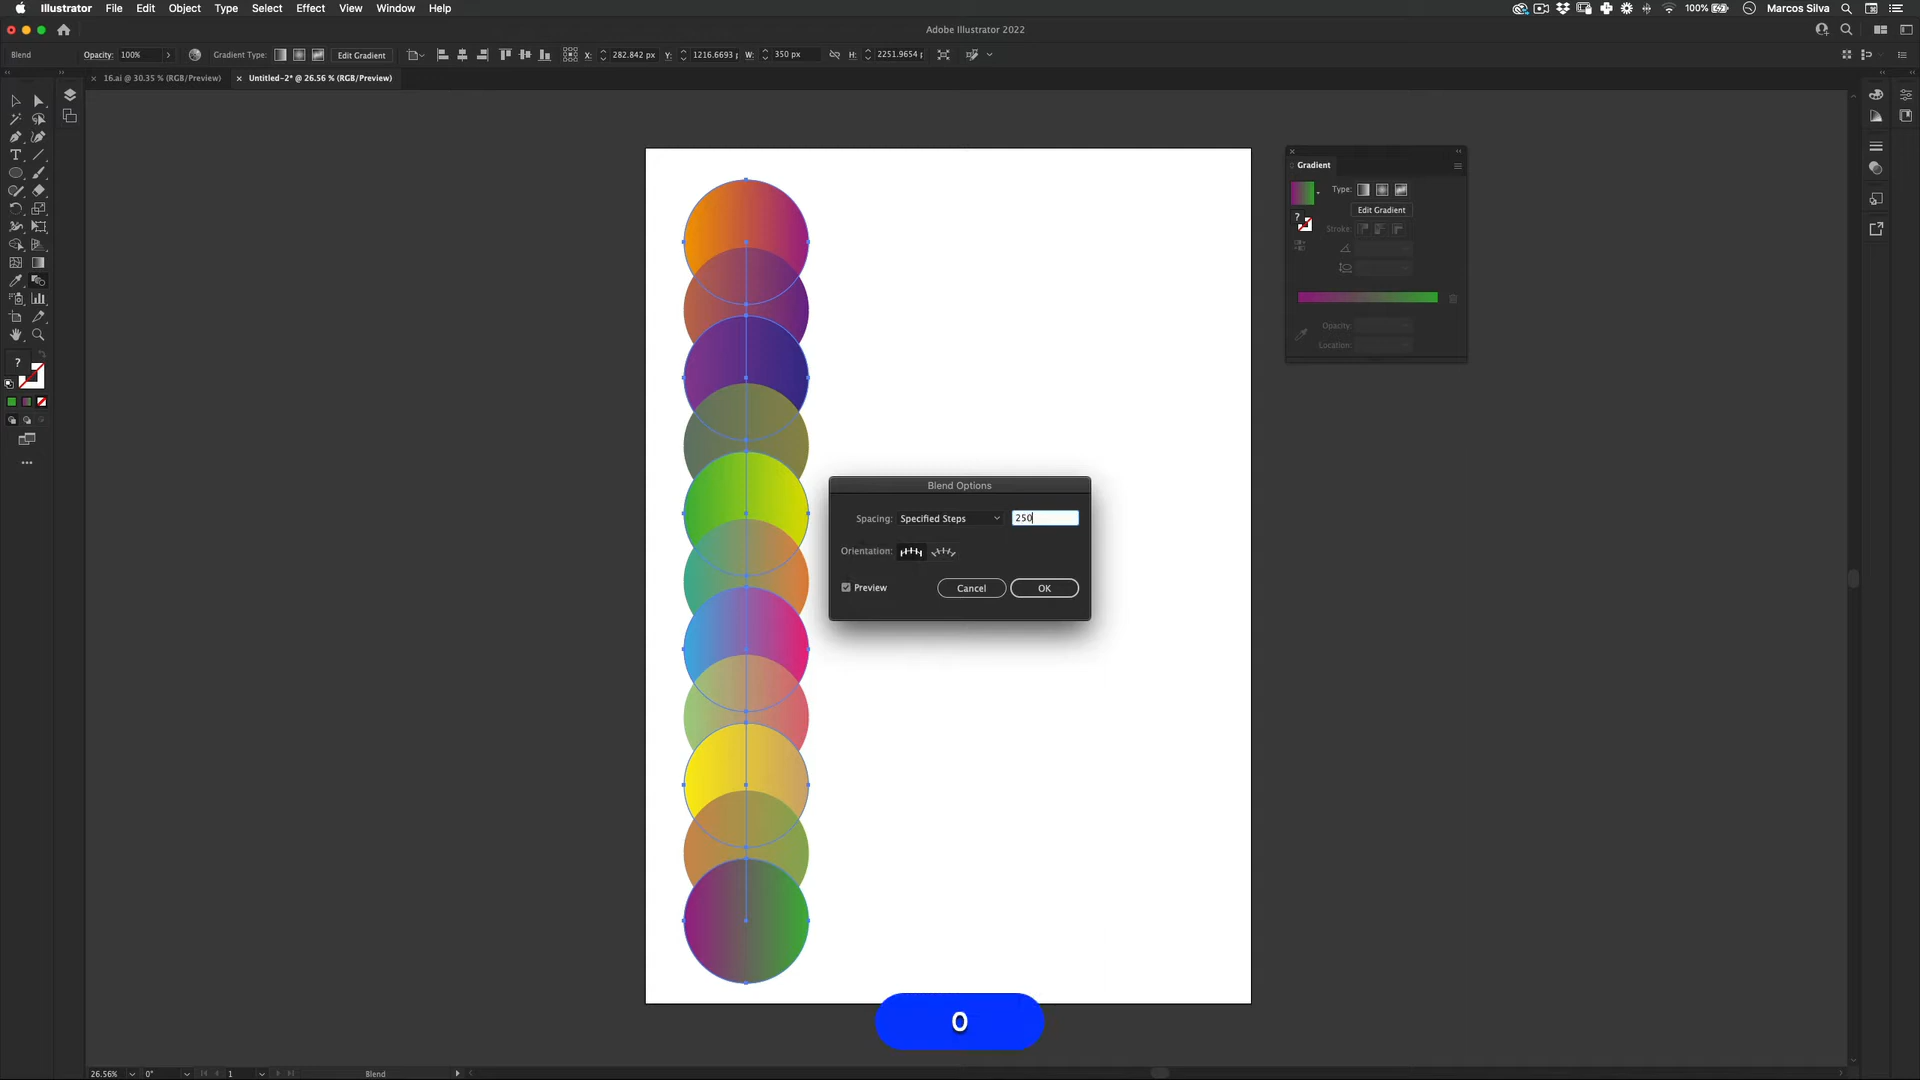 Illustrator File Edit Object Type Select Effect View Window Help
100% Marcos Silva
Adobe Illustrator 2022
Blend Opacity: 100% Gradient Type: Edit Gradient X: 282.842 px Y: 1216.6693 W: 350 px H: 2251.9654
16.ai @ 30.35 % (RGB/Preview) Untitled-2* @ 26.56 % (RGB/Preview)
Gradient
Type:
Edit Gradient
Stroke:
Opacity:
Location:
Blend Options
Spacing: Specified Steps 250
Orientation:
Preview Cancel OK
0
26.56% 0° 1 Blend